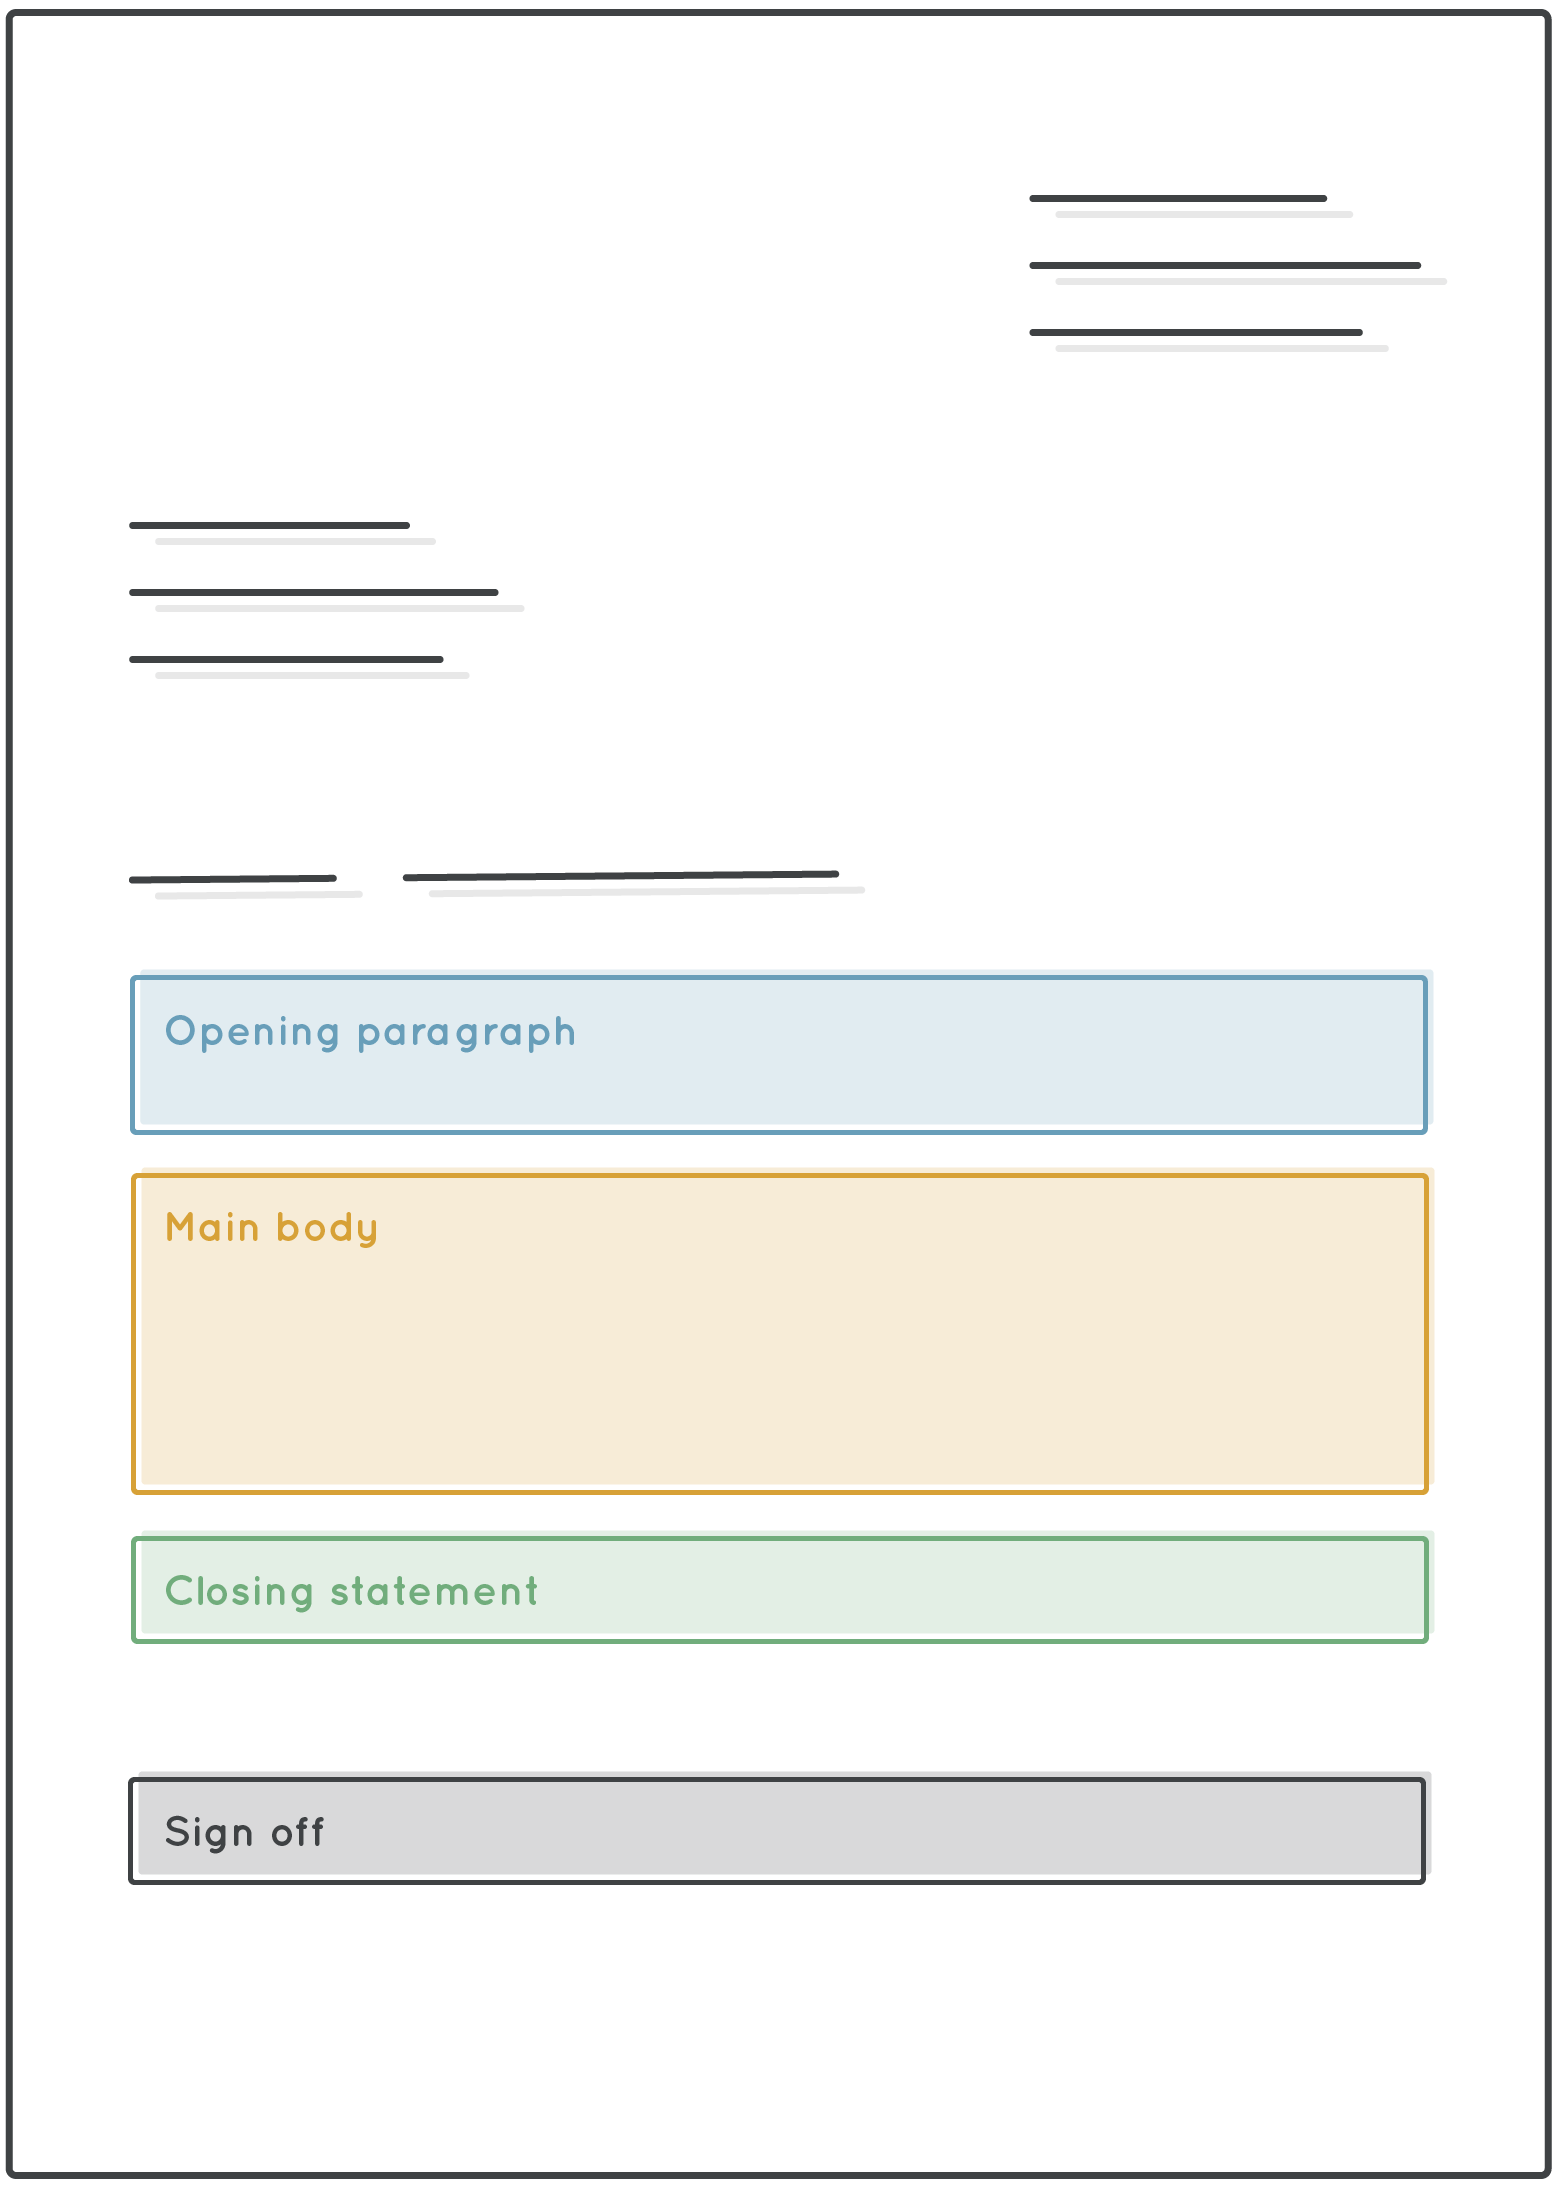 Opening paragraph
Main body
Closing statement
Sign off